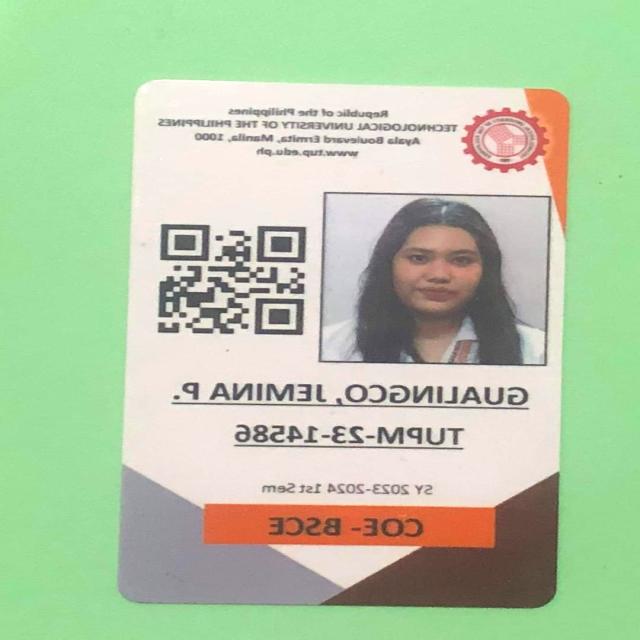 Republic of the Philippines
TECHNOLOGICAL UNIVERSITY OF THE PHILIPPINES
Ayala Boulevard Ermita, Manila, 1000
www.tup.edu.ph
GUALINGCO, JEMINA P.
TUPM-23-14586
SY 2023-2024 1st Sem
COE- BSCE